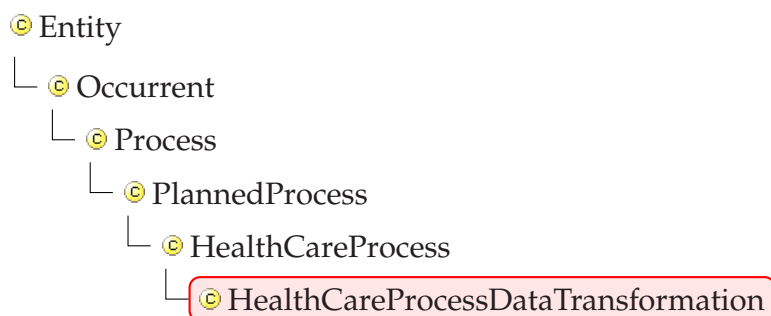 Entity
Occurrent
Process
PlannedProcess
HealthCareProcess
HealthCareProcessDataTransformation